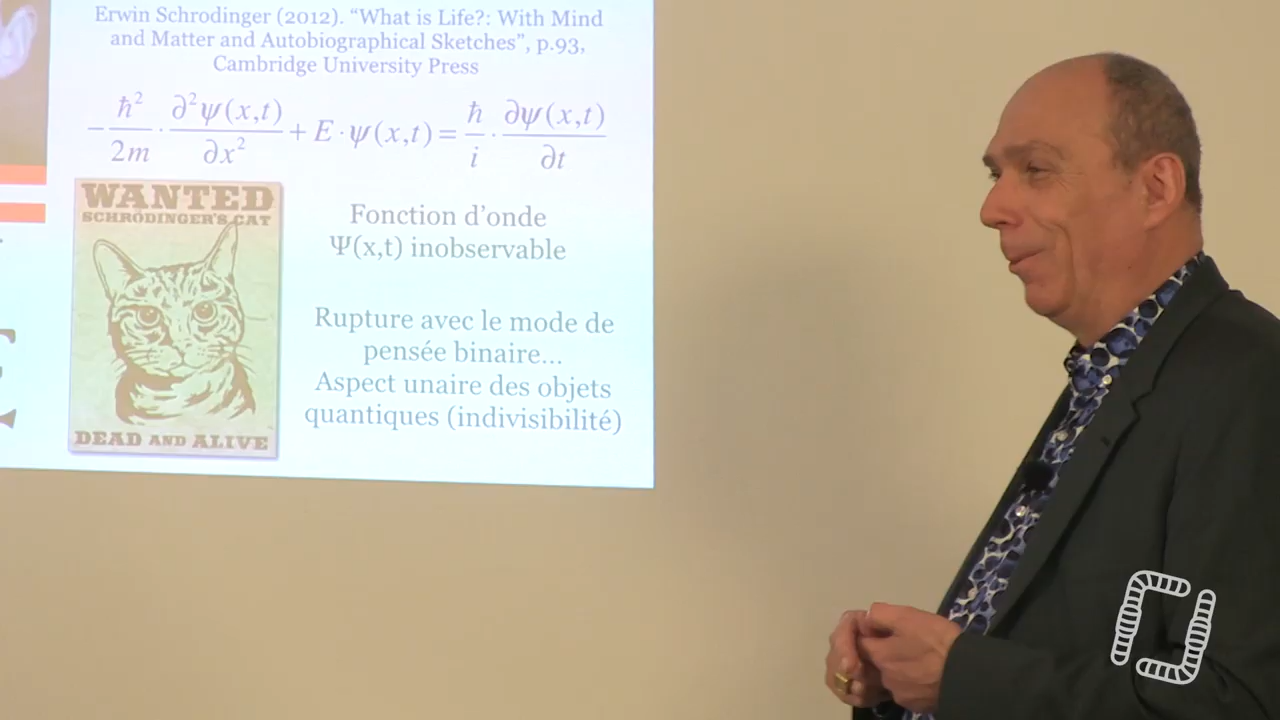 Erwin Schrodinger (2012). “What is Life?: With Mind
and Matter and Autobiographical Sketches”, p.93,
Cambridge University Press
−ħ²/2m · ∂²ψ(x,t)/∂x² + E · ψ(x,t) = ħ/i · ∂ψ(x,t)/∂t
WANTED
SCHRÖDINGER'S CAT
DEAD AND ALIVE
Fonction d’onde
Ψ(x,t) inobservable
Rupture avec le mode de
pensée binaire...
Aspect unaire des objets
quantiques (indivisibilité)